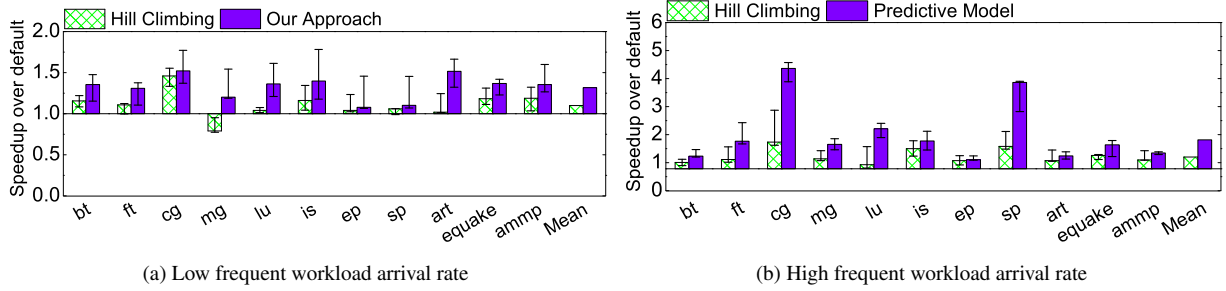 Hill Climbing Our Approach
Speedup over default
2.0
1.5
1.0
0.5
0.0
bt ft cg mg lu is ep sp art equake ammp Mean
(a) Low frequent workload arrival rate
Hill Climbing Predictive Model
Speedup over default
6
5
4
3
2
1
0
bt ft cg mg lu is ep sp art equake ammp Mean
(b) High frequent workload arrival rate